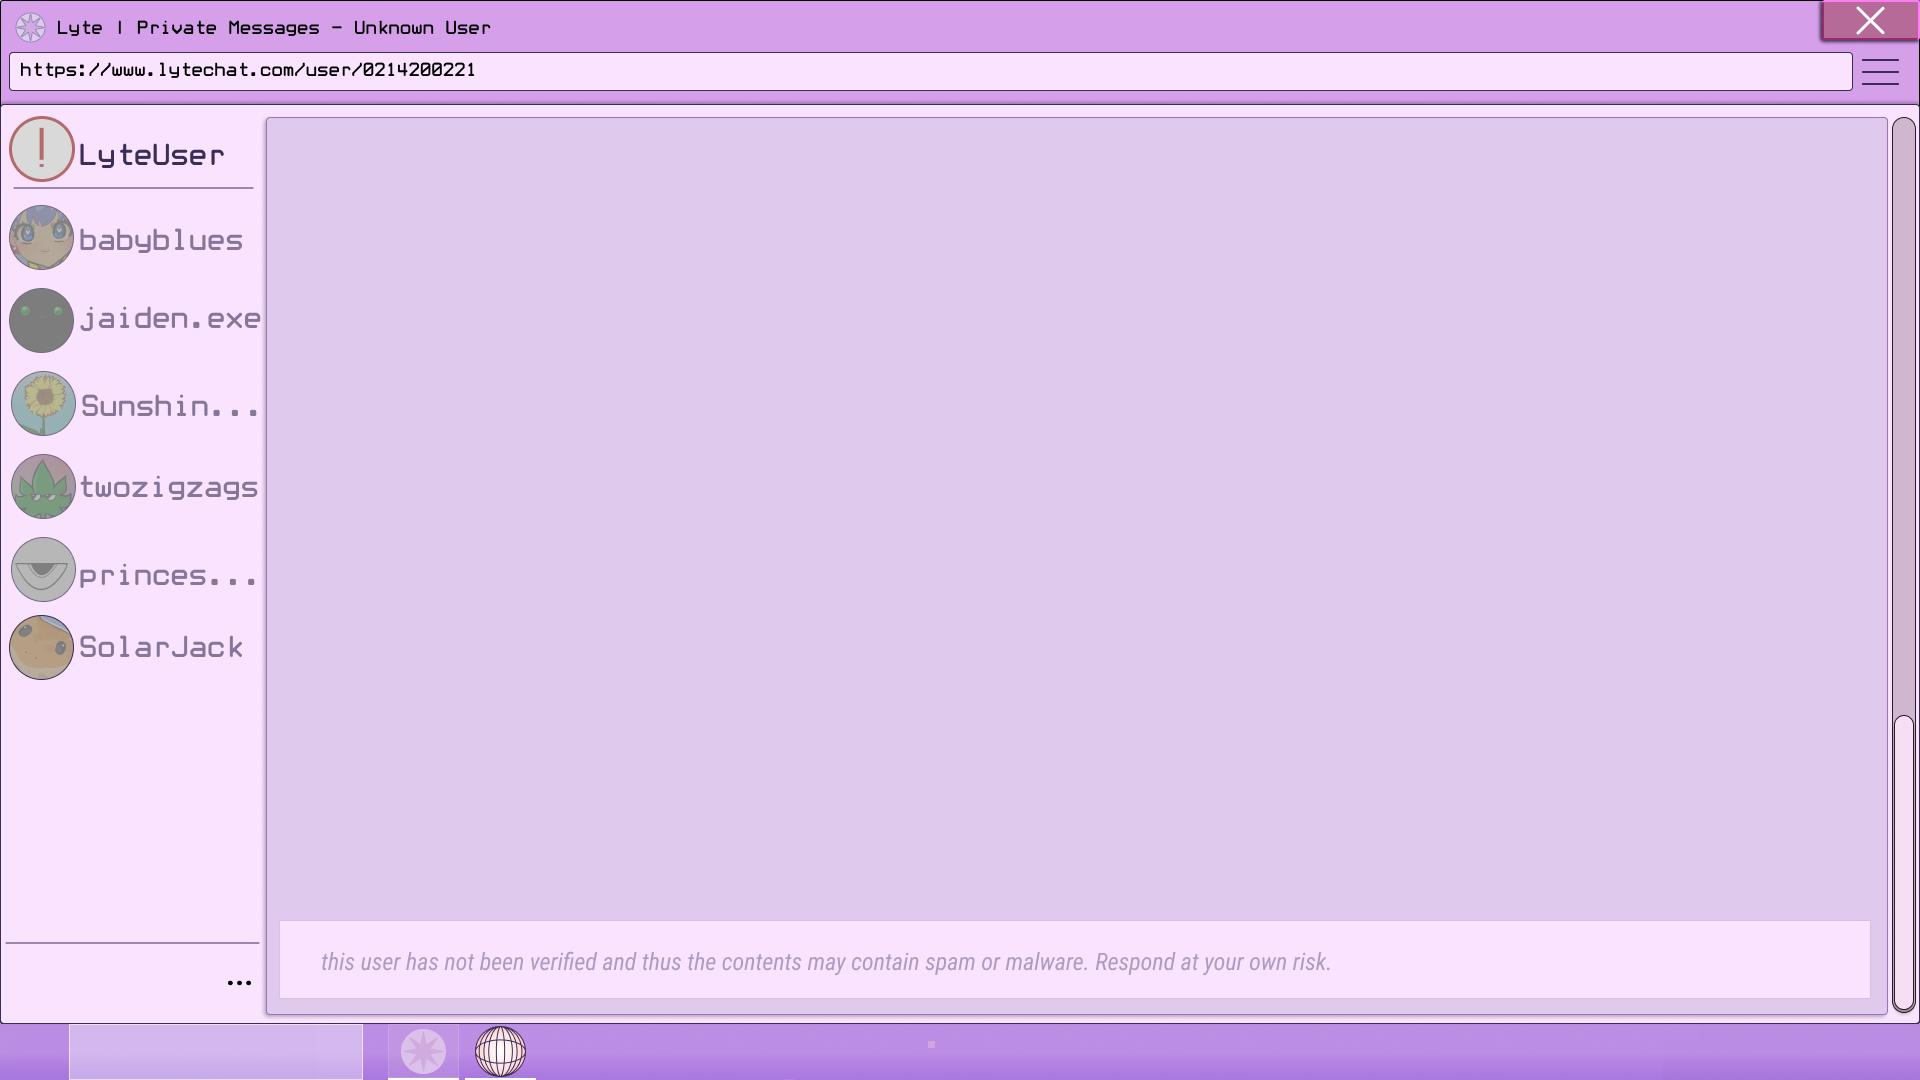 Lyte | Private Messages - Unknown User
https://www.lytechat.com/user/0214200221
LyteUser
babyblues
jaiden.exe
Sunshin...
twozigzags
princes...
SolarJack
this user has not been verified and thus the contents may contain spam or malware. Respond at your own risk.
...